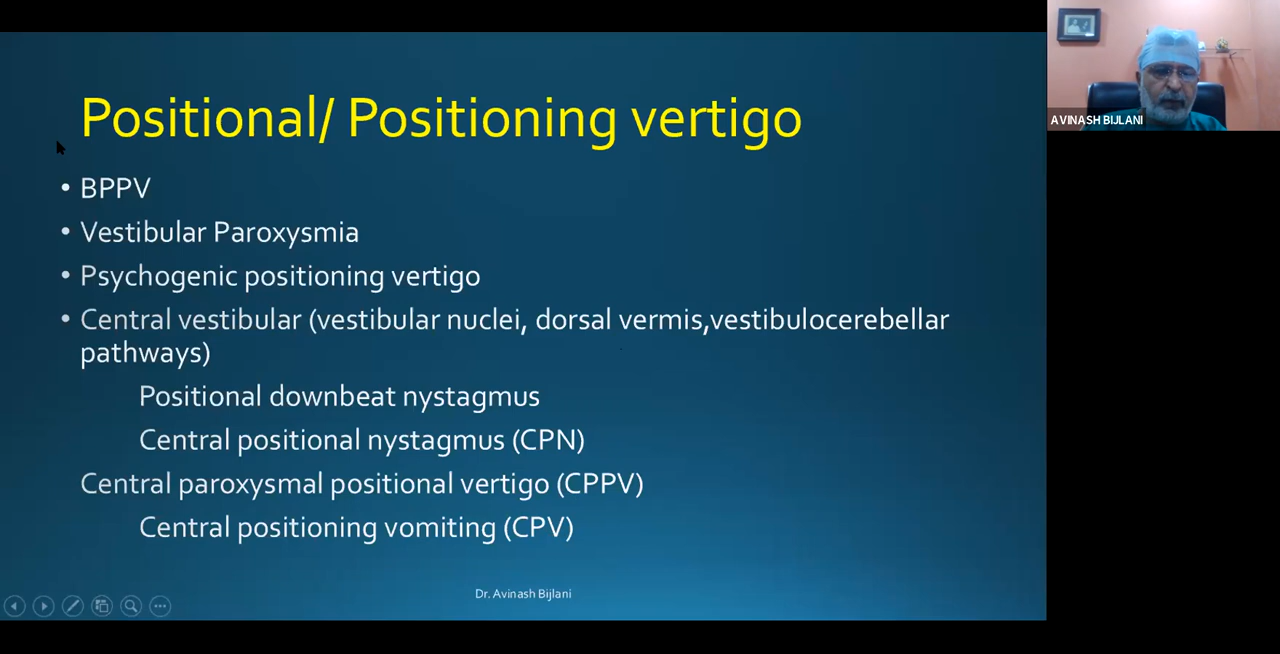 Positional/ Positioning vertigo
• BPPV
• Vestibular Paroxysmia
• Psychogenic positioning vertigo
• Central vestibular (vestibular nuclei, dorsal vermis,vestibulocerebellar
pathways)
Positional downbeat nystagmus
Central positional nystagmus (CPN)
Central paroxysmal positional vertigo (CPPV)
Central positioning vomiting (CPV)
Dr. Avinash Bijlani
AVINASH BIJLANI